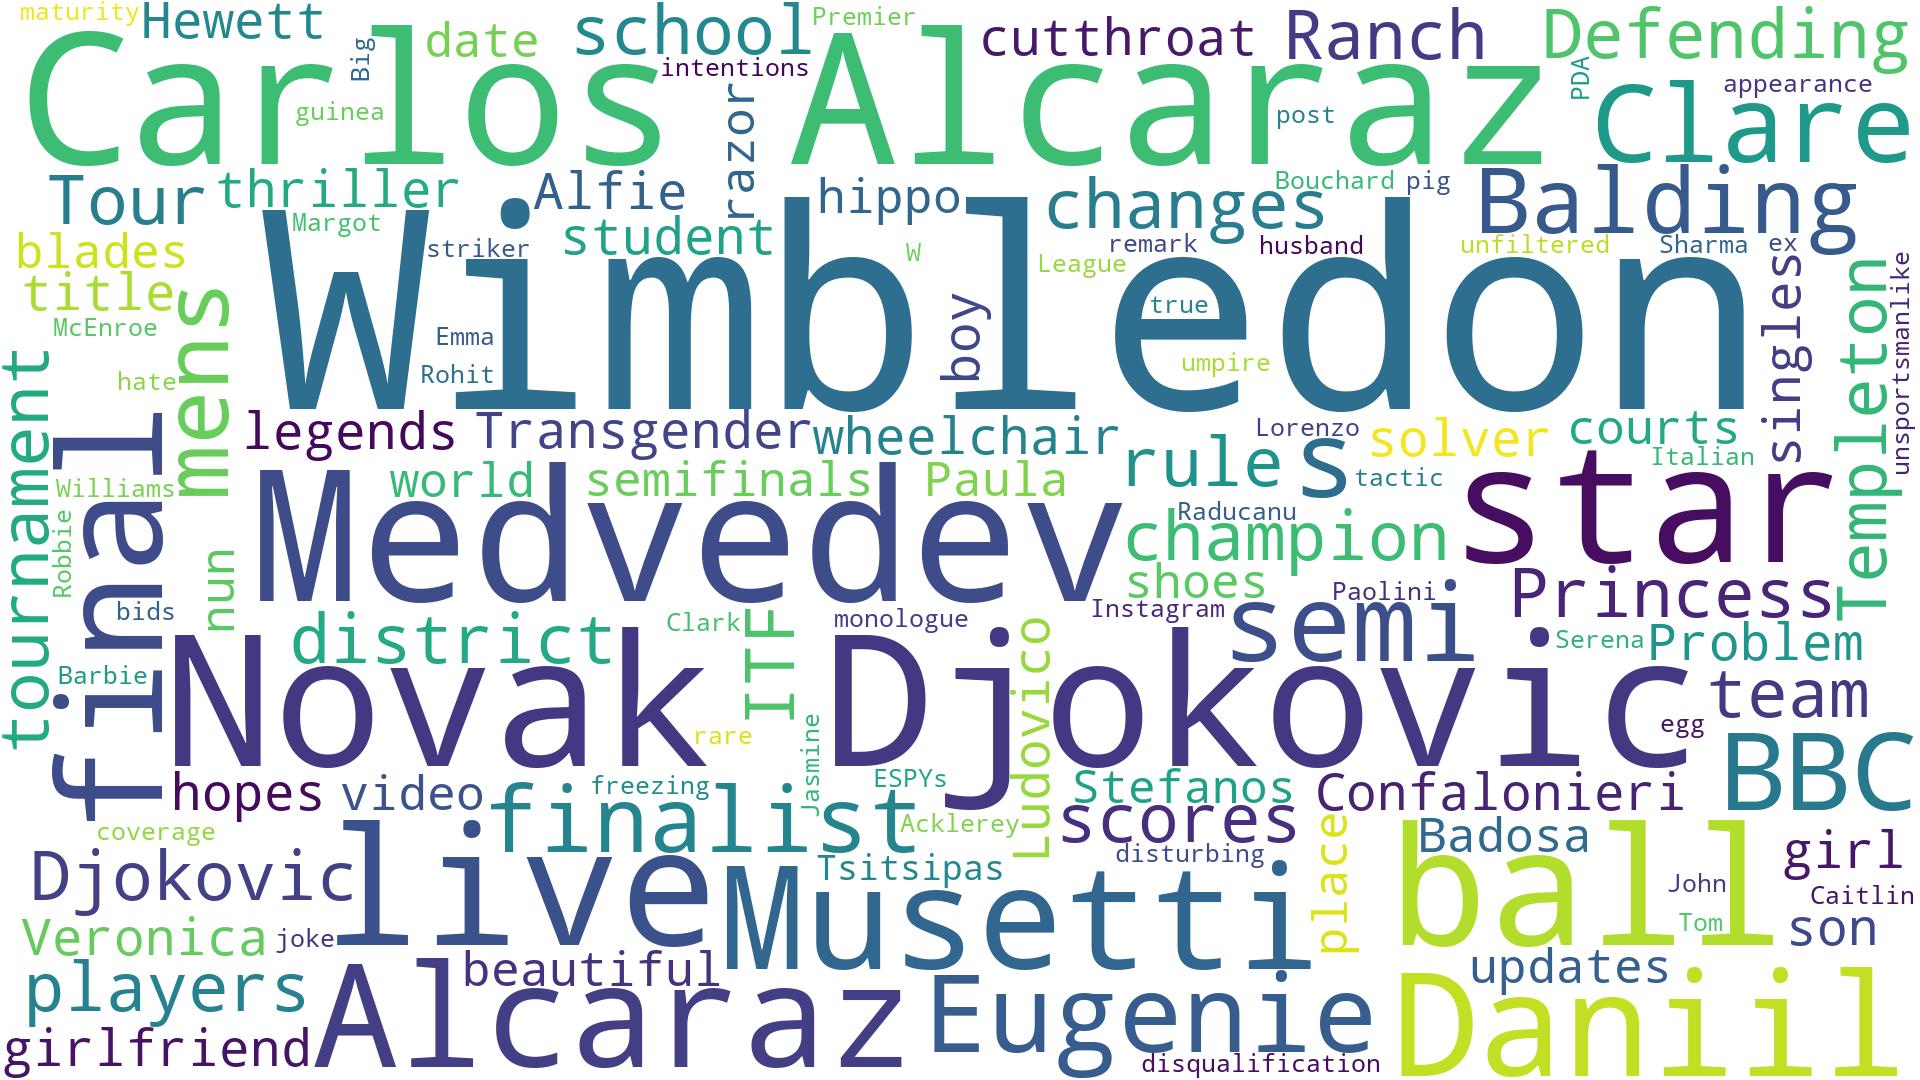 maturity
Hewett
Big
date
school
Premier
cutthroat
Ranch
Defending
Carlos Alcaraz
intentions
guinea
razor
post
PDA
appearance
Clare
Tour
thriller
Alfie
hippo
changes
Bouchard
pig
Balding
Margot
striker
student
W
remark
husband
unfiltered
Sharma
ex
blades
title
McEnroe
mens
League
true
Wimbledon
Emma
Rohit
boy
umpire
singles
Templeton
unsportsmanlike
hate
tournament
final
legends
Transgender
wheelchair
rule
s
Lorenzo
solver
courts
Italian
tactic
star
Williams
world
semifinals
Paula
Medvedev
Raducanu
champion
Robbie
nun
shoes
Paolini
Princess
bids
district
Clark
ITF
monologue
Instagram
semi
Serena
Problem
Barbie
Novak Djokovic
Ludovico
team
egg
rare
Jasmine
BBC
hopes
video
freezing
finalist
ESPYs
Stefanos
Confalonieri
coverage
Acklerey
scores
disturbing
Badosa
ball
girl
Djokovic
live
Musetti
Tsitsipas
place
John
Caitlin
Veronica
joke
Tom
son
players
beautiful
updates
girlfriend
Alcaraz
Eugenie
disqualification
Daniil